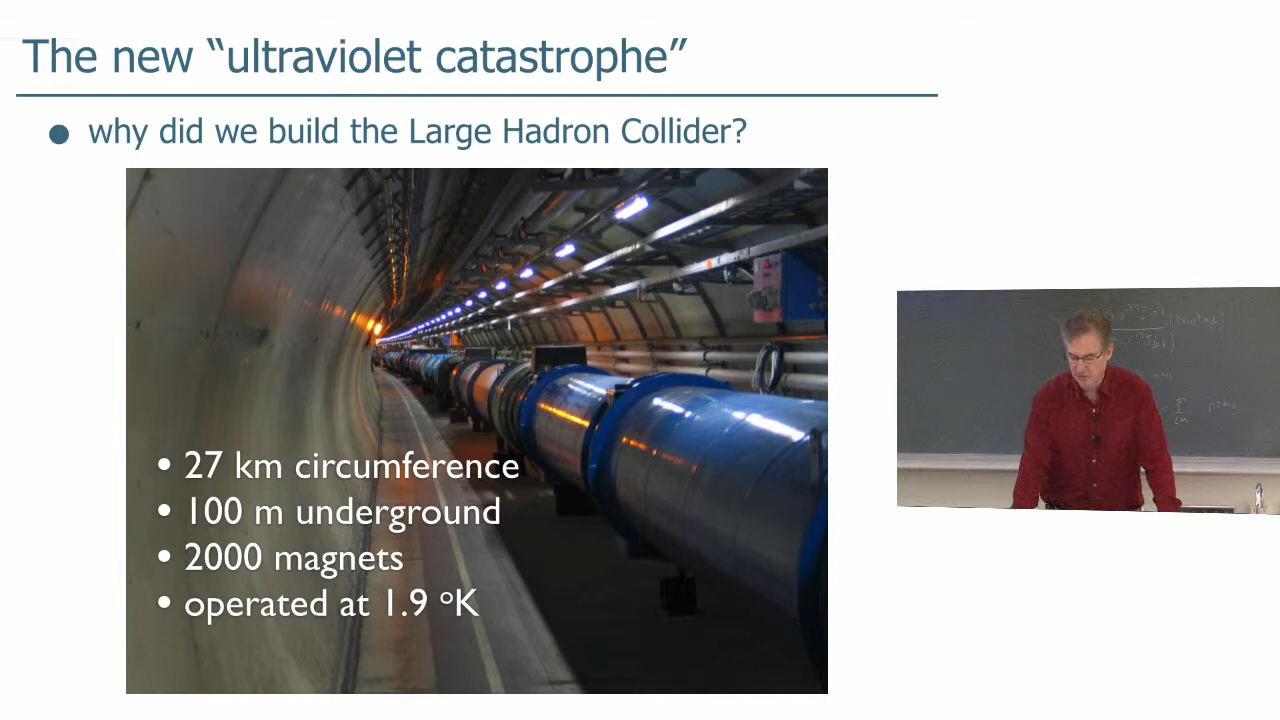 The new “ultraviolet catastrophe”
● why did we build the Large Hadron Collider?
• 27 km circumference
• 100 m underground
• 2000 magnets
• operated at 1.9 ºK